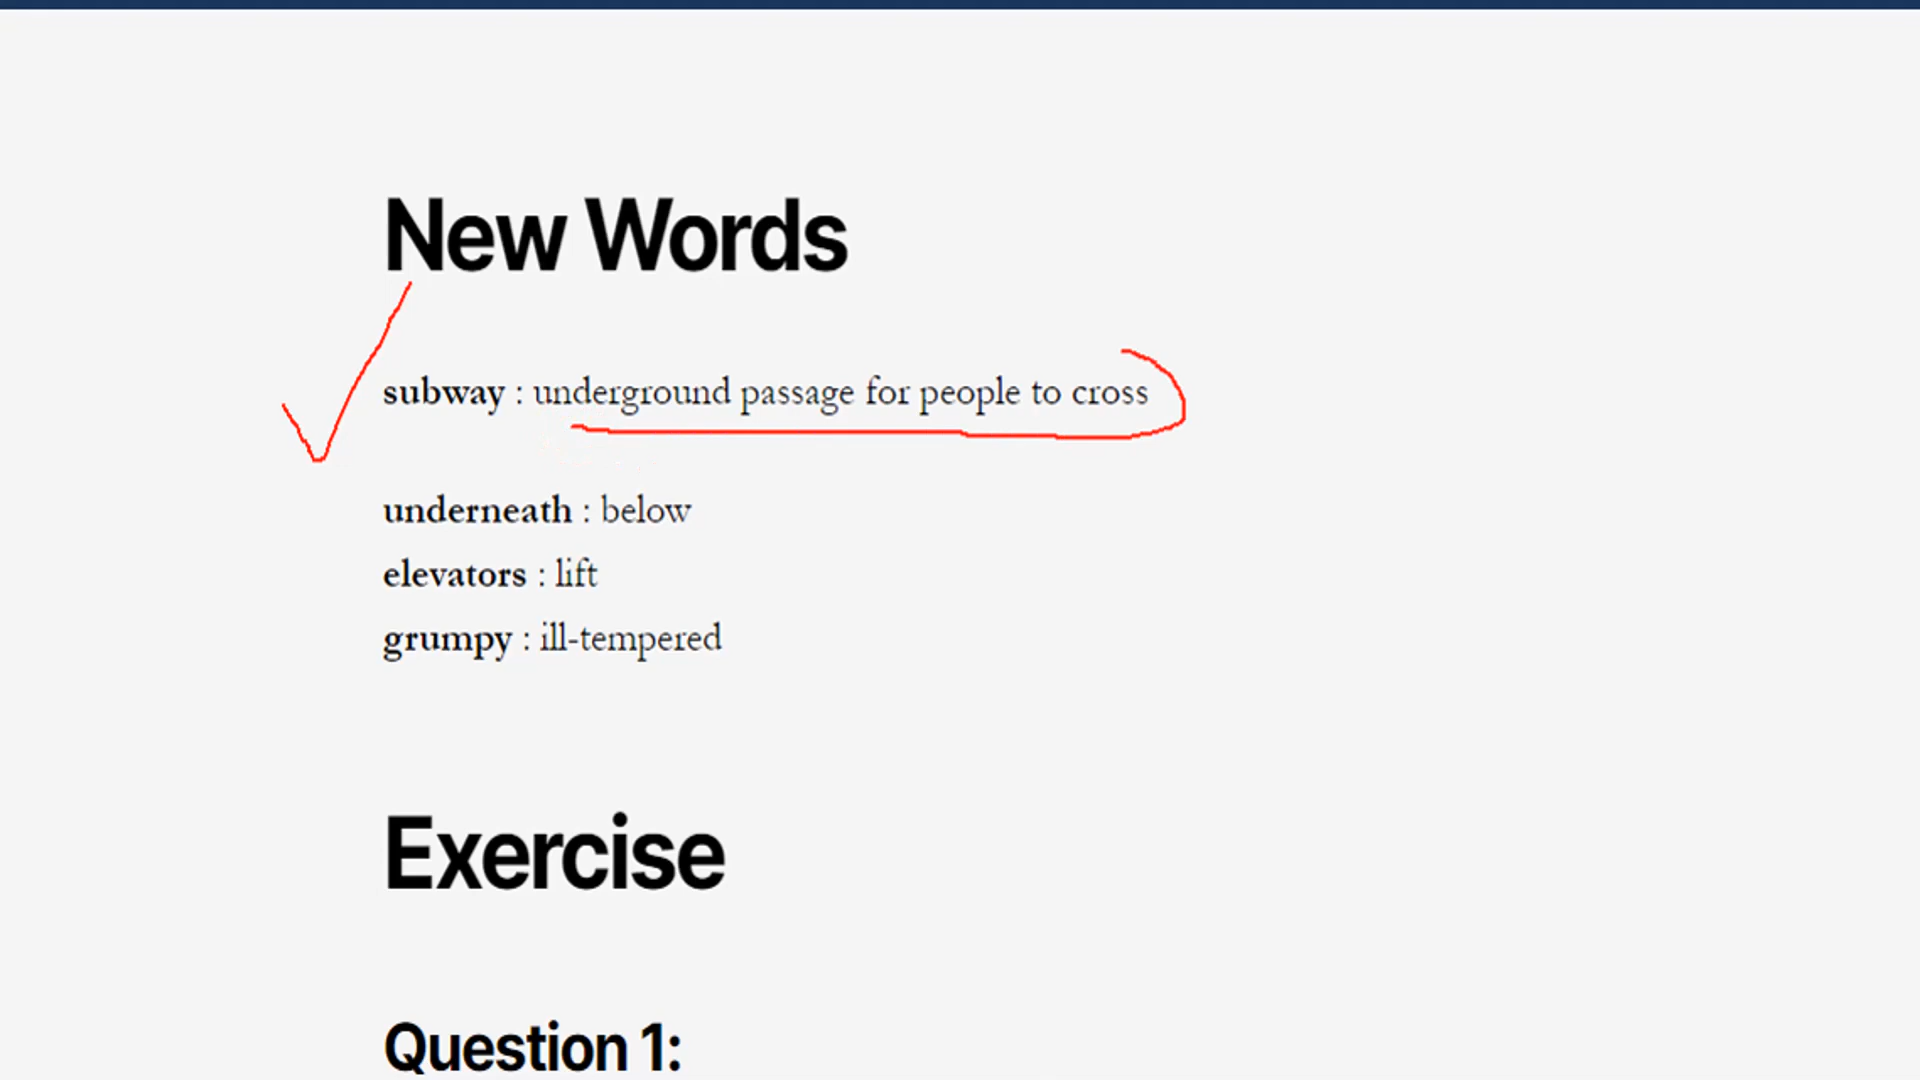 New Words
subway : underground passage for people to cross
underneath : below
elevators : lift
grumpy : ill-tempered
Exercise
Question 1: